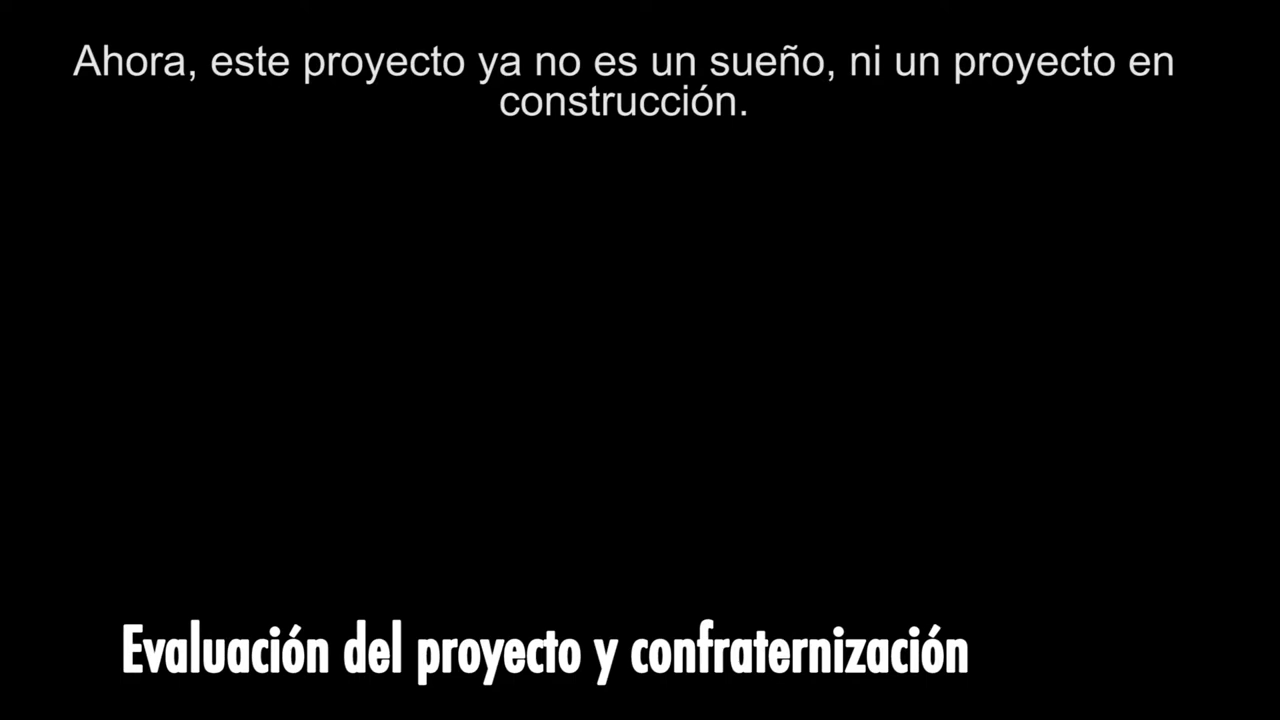 Ahora, este proyecto ya no es un sueño, ni un proyecto en
construcción.
Evaluación del proyecto y confraternización